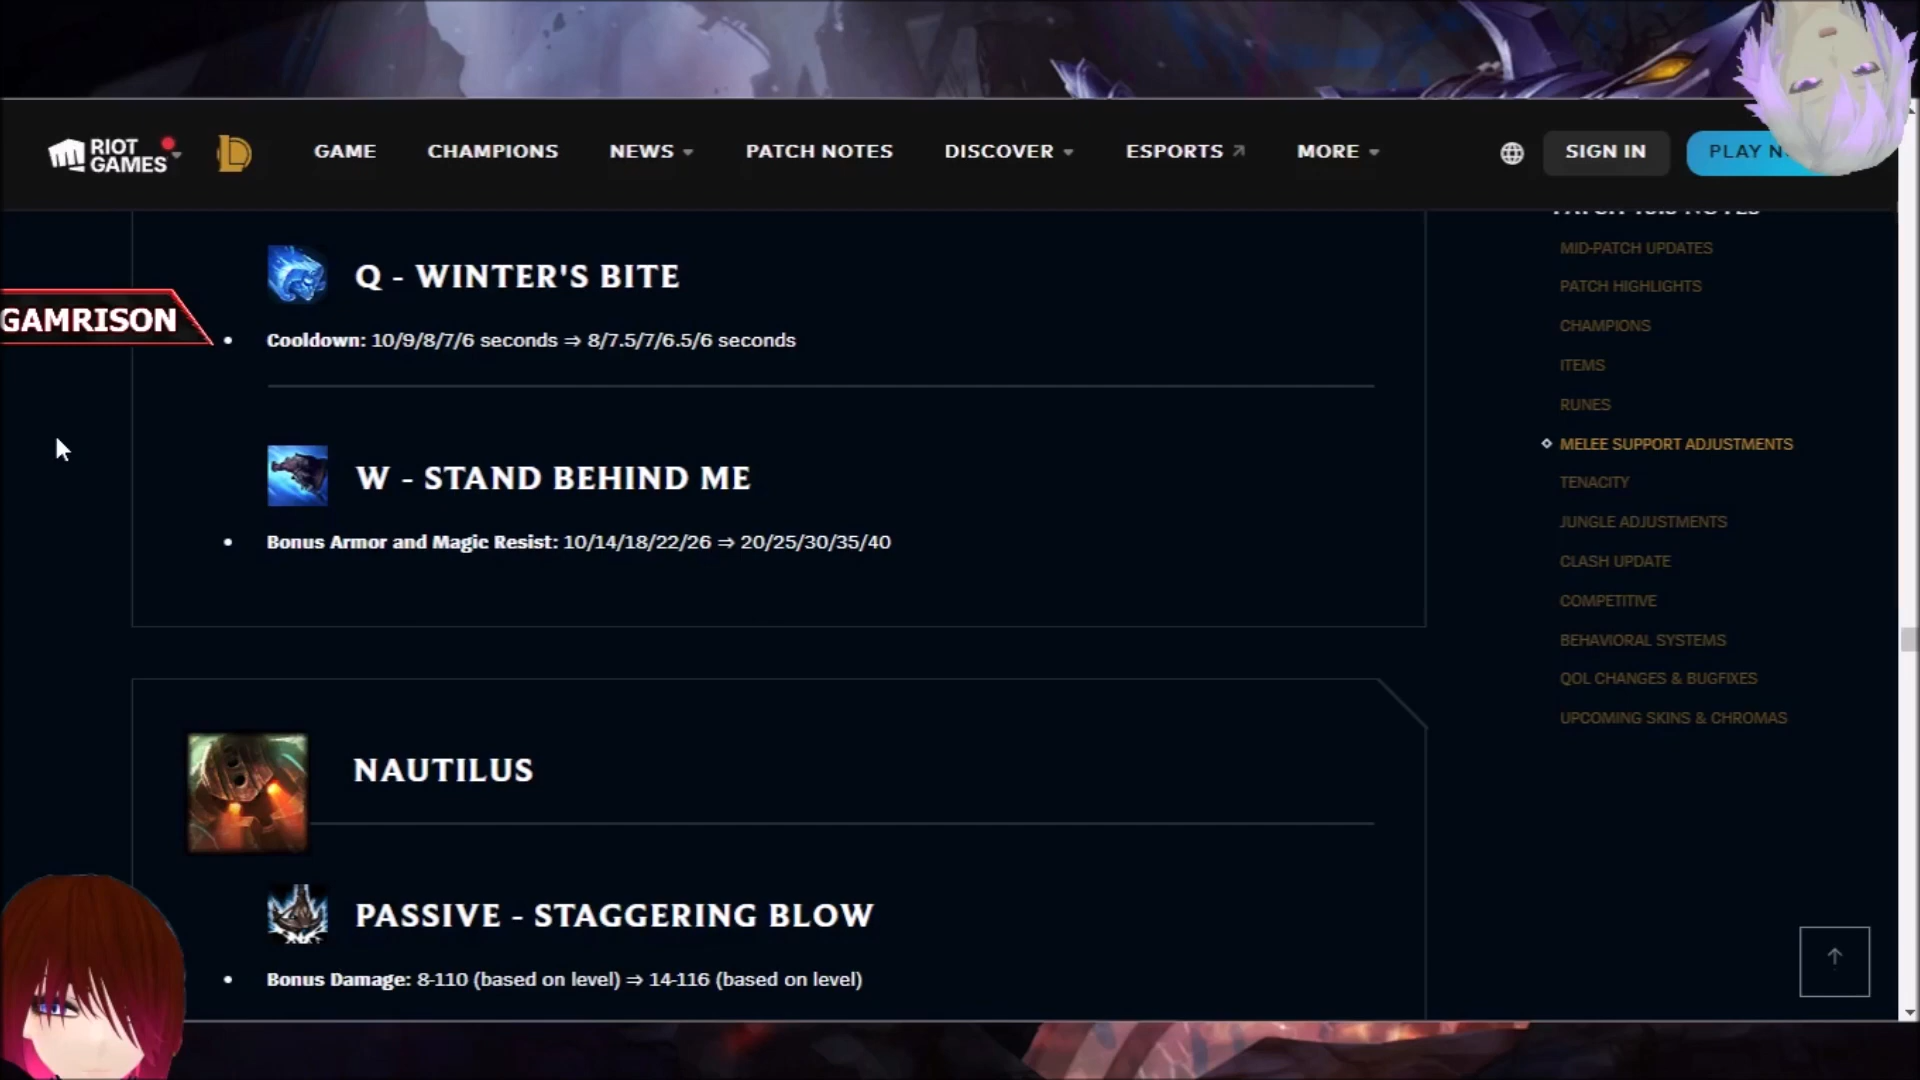 RIOT GAMES
GAME
CHAMPIONS
NEWS
PATCH NOTES
DISCOVER
ESPORTS
MORE
SIGN IN
PLAY
Q - WINTER'S BITE
GAMRISON
• Cooldown: 10/9/8/7/6 seconds ⇒ 8/7.5/7/6.5/6 seconds
W - STAND BEHIND ME
• Bonus Armor and Magic Resist: 10/14/18/22/26 ⇒ 20/25/30/35/40
NAUTILUS
PASSIVE - STAGGERING BLOW
• Bonus Damage: 8-110 (based on level) ⇒ 14-116 (based on level)
NOTES
MID-PATCH UPDATES
PATCH HIGHLIGHTS
CHAMPIONS
ITEMS
RUNES
MELEE SUPPORT ADJUSTMENTS
TENACITY
JUNGLE ADJUSTMENTS
CLASH UPDATE
COMPETITIVE
BEHAVIORAL SYSTEMS
QOL CHANGES & BUGFIXES
UPCOMING SKINS & CHROMAS